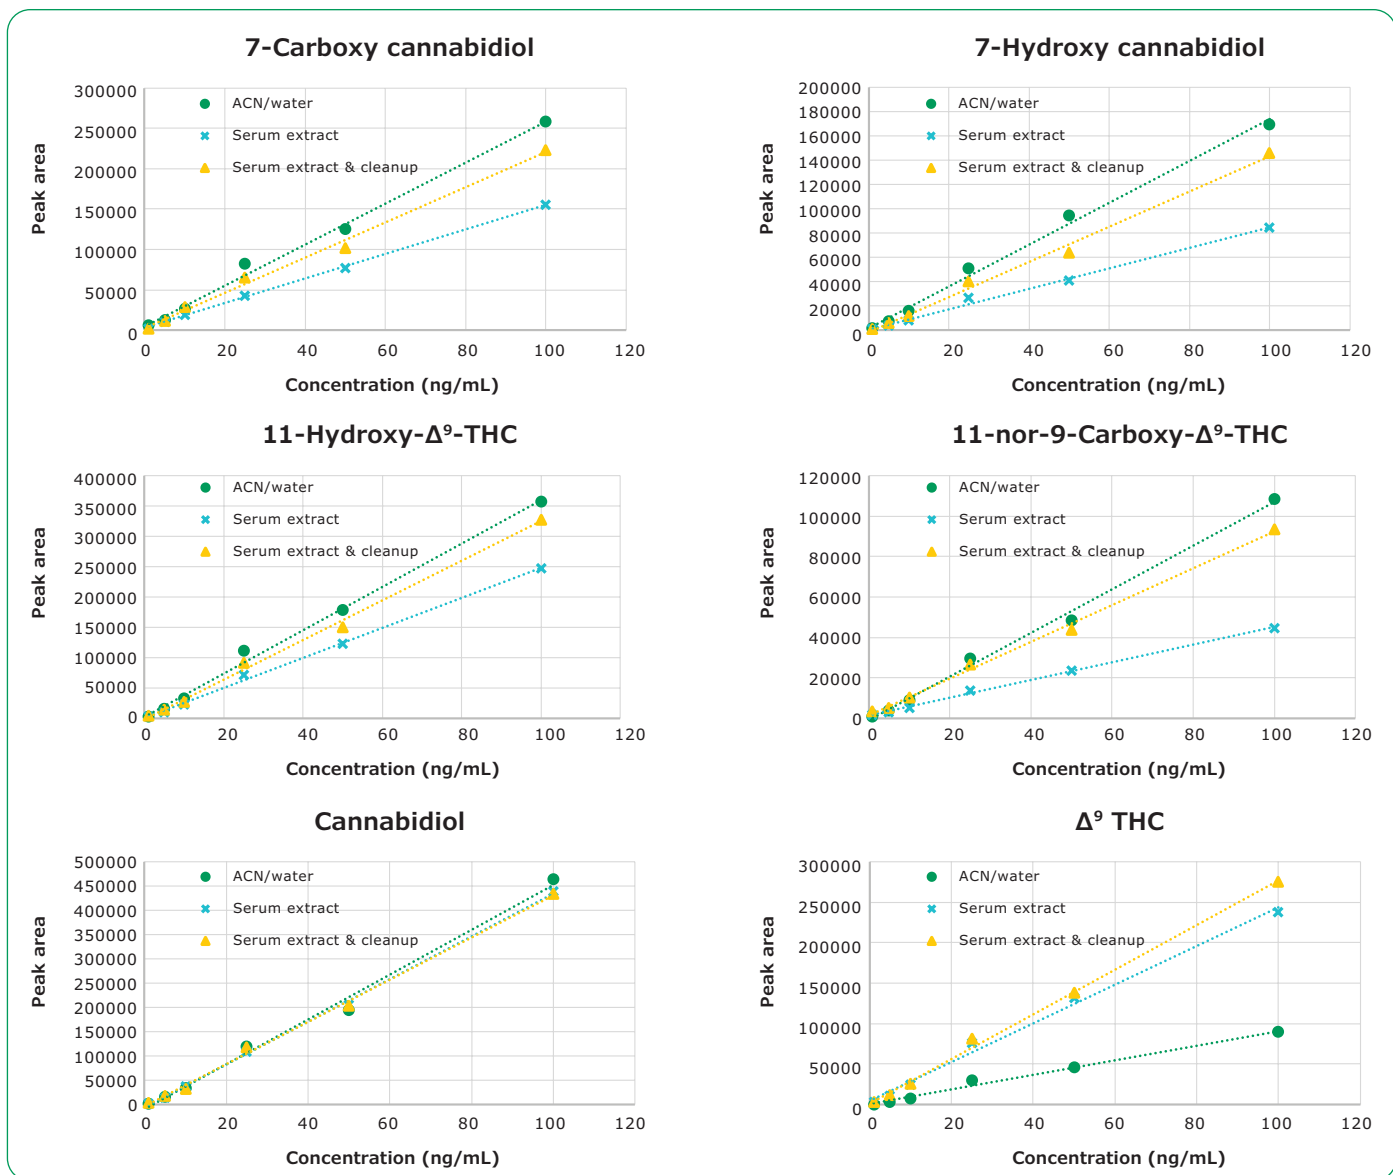 7-Carboxy cannabidiol
300000
250000
200000
150000
100000
50000
0
Peak area
ACN/water
Serum extract
Serum extract & cleanup
0 20 40 60 80 100 120
Concentration (ng/mL)
7-Hydroxy cannabidiol
200000
180000
160000
140000
120000
100000
80000
60000
40000
20000
0
Peak area
ACN/water
Serum extract
Serum extract & cleanup
0 20 40 60 80 100 120
Concentration (ng/mL)
11-Hydroxy-Δ⁹-THC
400000
350000
300000
250000
200000
150000
100000
50000
0
Peak area
ACN/water
Serum extract
Serum extract & cleanup
0 20 40 60 80 100 120
Concentration (ng/mL)
11-nor-9-Carboxy-Δ⁹-THC
120000
100000
80000
60000
40000
20000
0
Peak area
ACN/water
Serum extract
Serum extract & cleanup
0 20 40 60 80 100 120
Concentration (ng/mL)
Cannabidiol
500000
450000
400000
350000
300000
250000
200000
150000
100000
50000
0
Peak area
ACN/water
Serum extract
Serum extract & cleanup
0 20 40 60 80 100 120
Concentration (ng/mL)
Δ⁹ THC
300000
250000
200000
150000
100000
50000
0
Peak area
ACN/water
Serum extract
Serum extract & cleanup
0 20 40 60 80 100 120
Concentration (ng/mL)